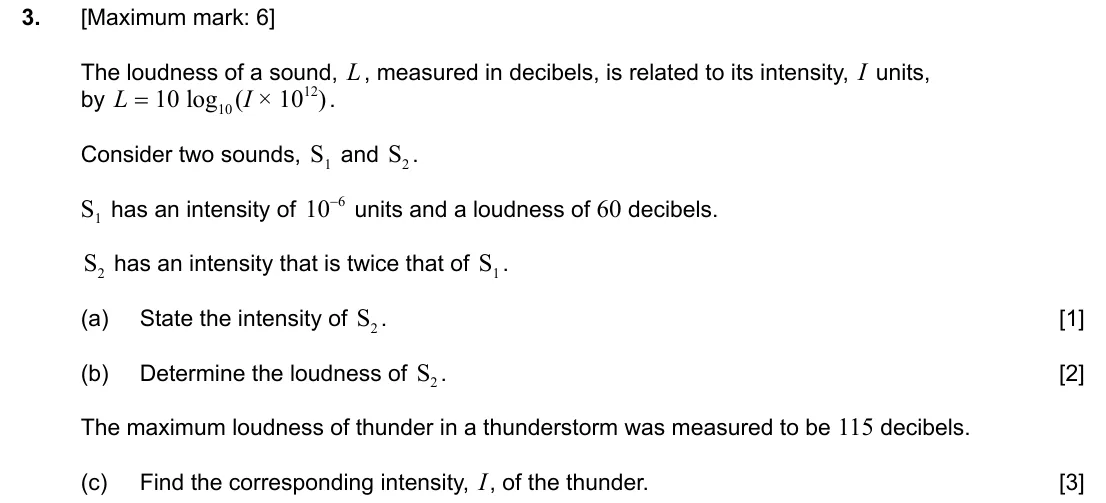 3. [Maximum mark: 6]
The loudness of a sound, L, measured in decibels, is related to its intensity, I units,
by L = 10 log₁₀(I × 10¹²).
Consider two sounds, S₁ and S₂.
S₁ has an intensity of 10⁻⁶ units and a loudness of 60 decibels.
S₂ has an intensity that is twice that of S₁.
(a) State the intensity of S₂. [1]
(b) Determine the loudness of S₂. [2]
The maximum loudness of thunder in a thunderstorm was measured to be 115 decibels.
(c) Find the corresponding intensity, I, of the thunder. [3]